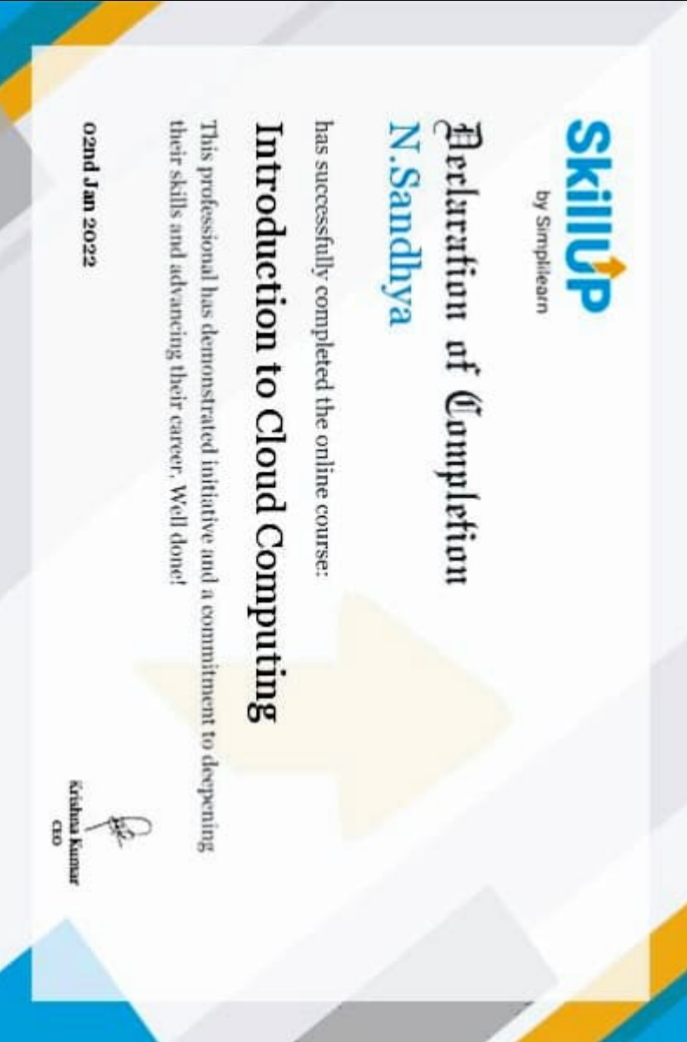 SkillUP
by Simplilearn
Declaration of Completion
N.Sandhya
has successfully completed the online course:
Introduction to Cloud Computing
This professional has demonstrated initiative and a commitment to deepening
their skills and advancing their career. Well done!
02nd Jan 2022
Krishna Kumar
CEO